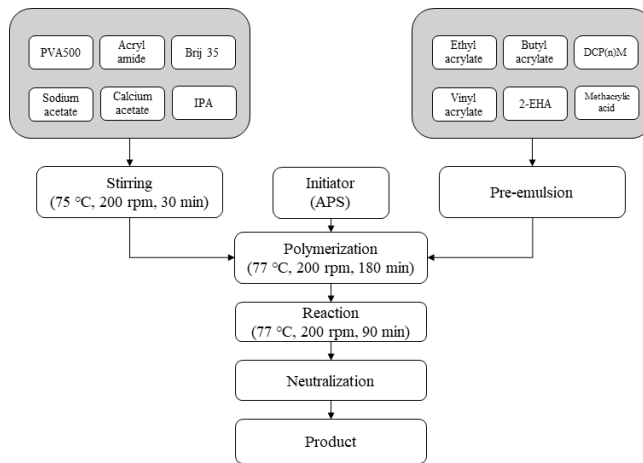 PVA500
Acryl
amide
Brij 35
Sodium
acetate
Calcium
acetate
IPA
Ethyl
acrylate
Butyl
acrylate
DCP(n)M
Vinyl
acrylate
2-EHA
Methacrylic
acid
Stirring
(75 ℃, 200 rpm, 30 min)
Initiator
(APS)
Pre-emulsion
Polymerization
(77 ℃, 200 rpm, 180 min)
Reaction
(77 ℃, 200 rpm, 90 min)
Neutralization
Product